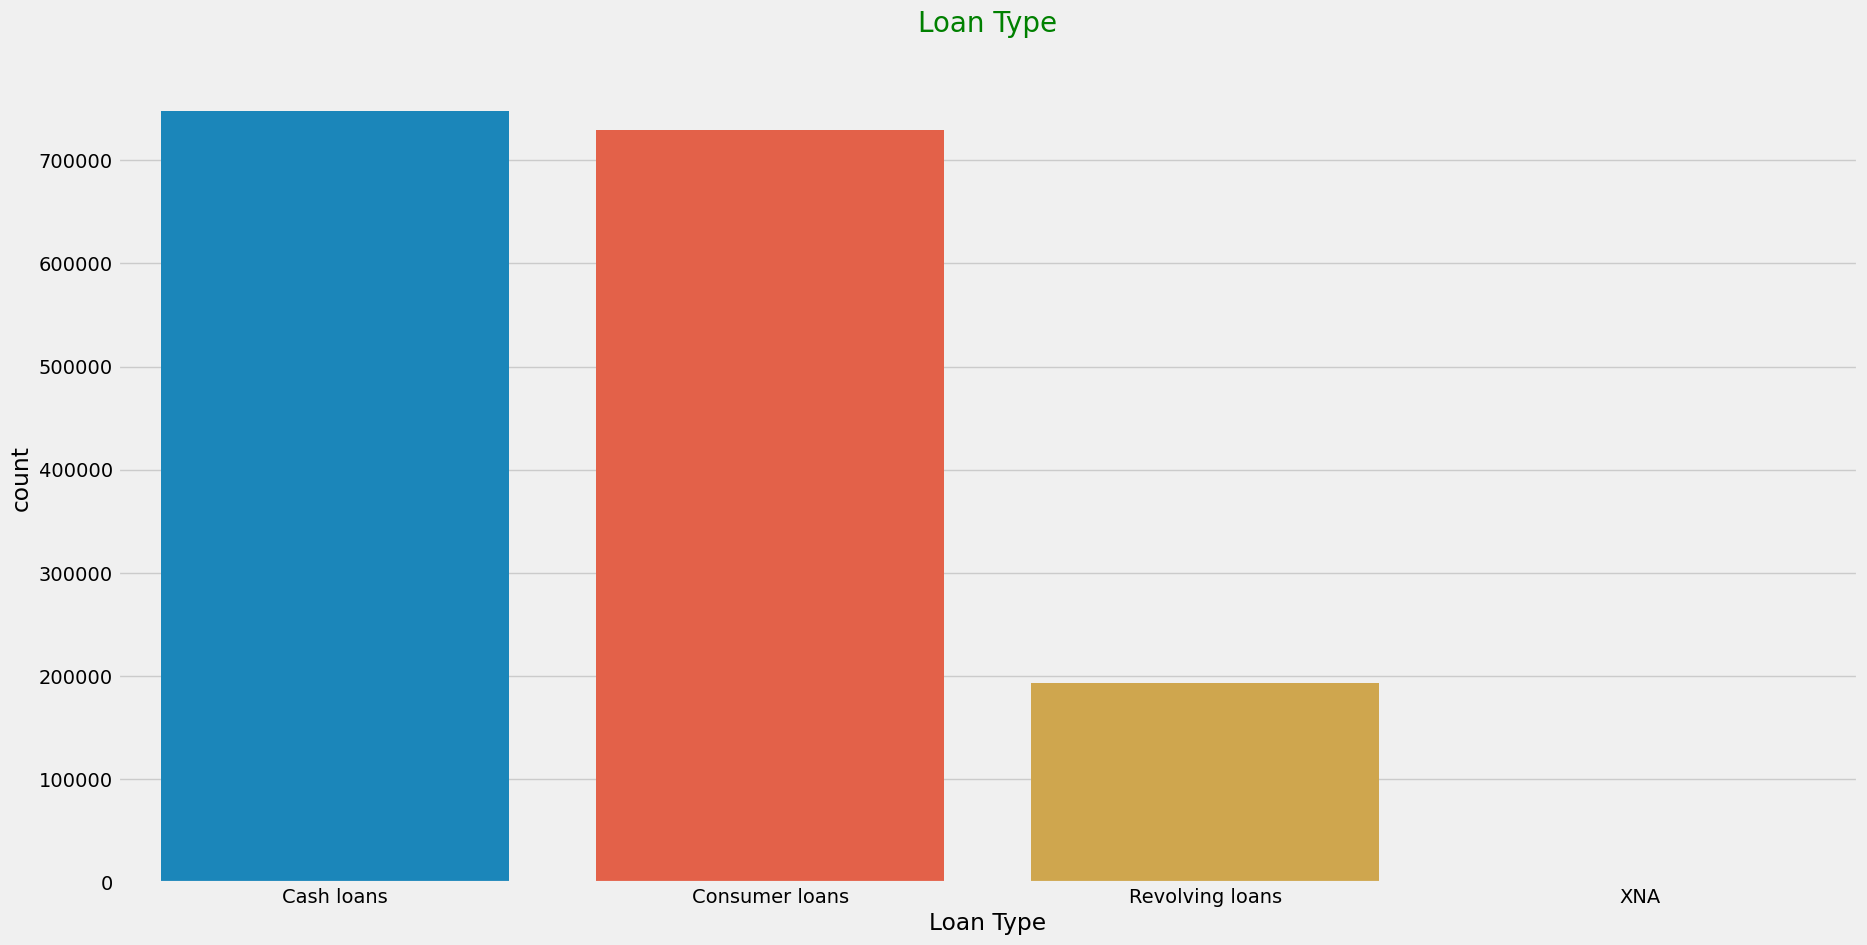 Loan Type
700000
600000
500000
400000
300000
200000
100000
0
count
Cash loans
Consumer loans
Revolving loans
XNA
Loan Type